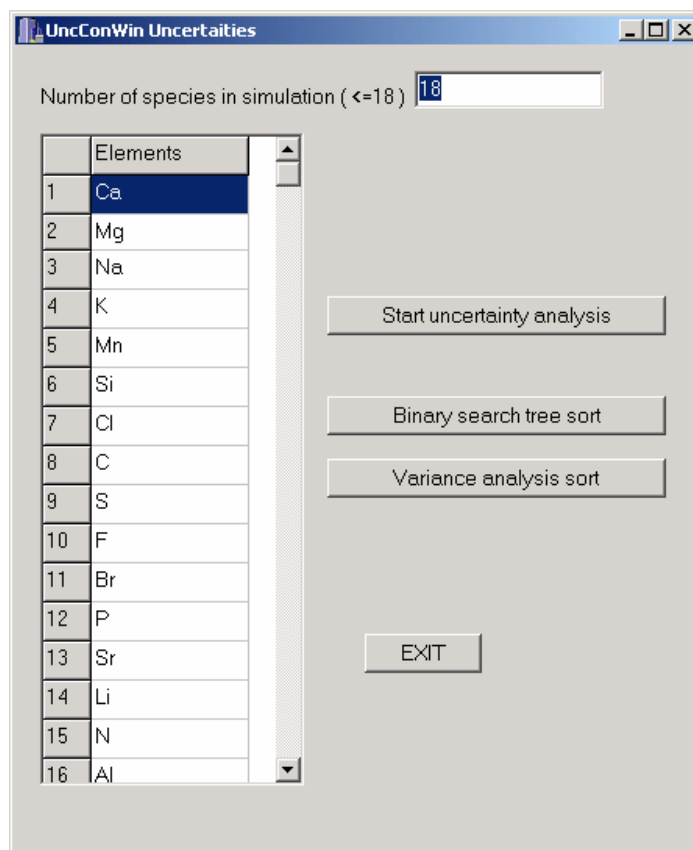 UncConWin Uncertaities
Number of species in simulation ( <=18 ) 18
Elements
1 Ca
2 Mg
3 Na
4 K
5 Mn
6 Si
7 Cl
8 C
9 S
10 F
11 Br
12 P
13 Sr
14 Li
15 N
16 Al
Start uncertainty analysis
Binary search tree sort
Variance analysis sort
EXIT